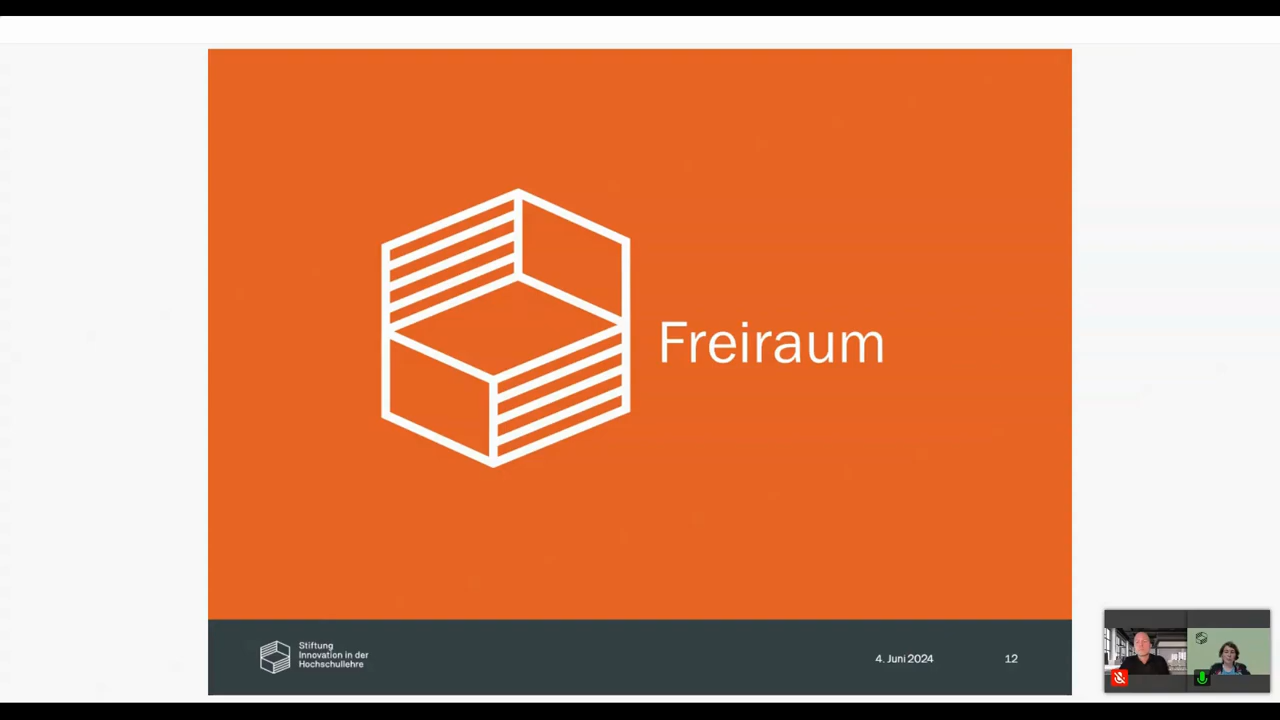 Freiraum
Stiftung
Innovation in der
Hochschullehre
4. Juni 2024
12